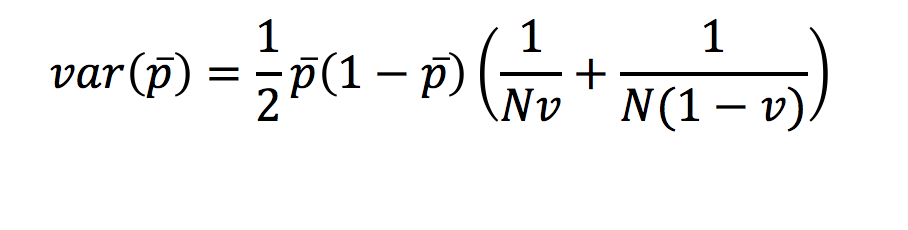 var(p̄) = 1/2 p̄(1 − p̄) (1/Nv + 1/N(1 − v))